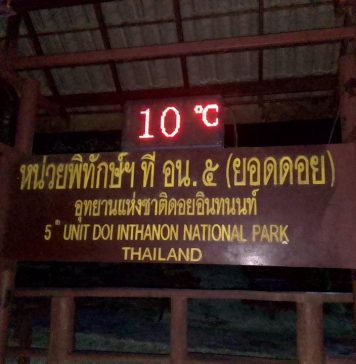 10 °C
หน่วยพิทักษ์ฯ ที่ อน. ๕ (ยอดดอย)
อุทยานแห่งชาติดอยอินทนนท์
5 UNIT DOI INTHANON NATIONAL PARK
THAILAND